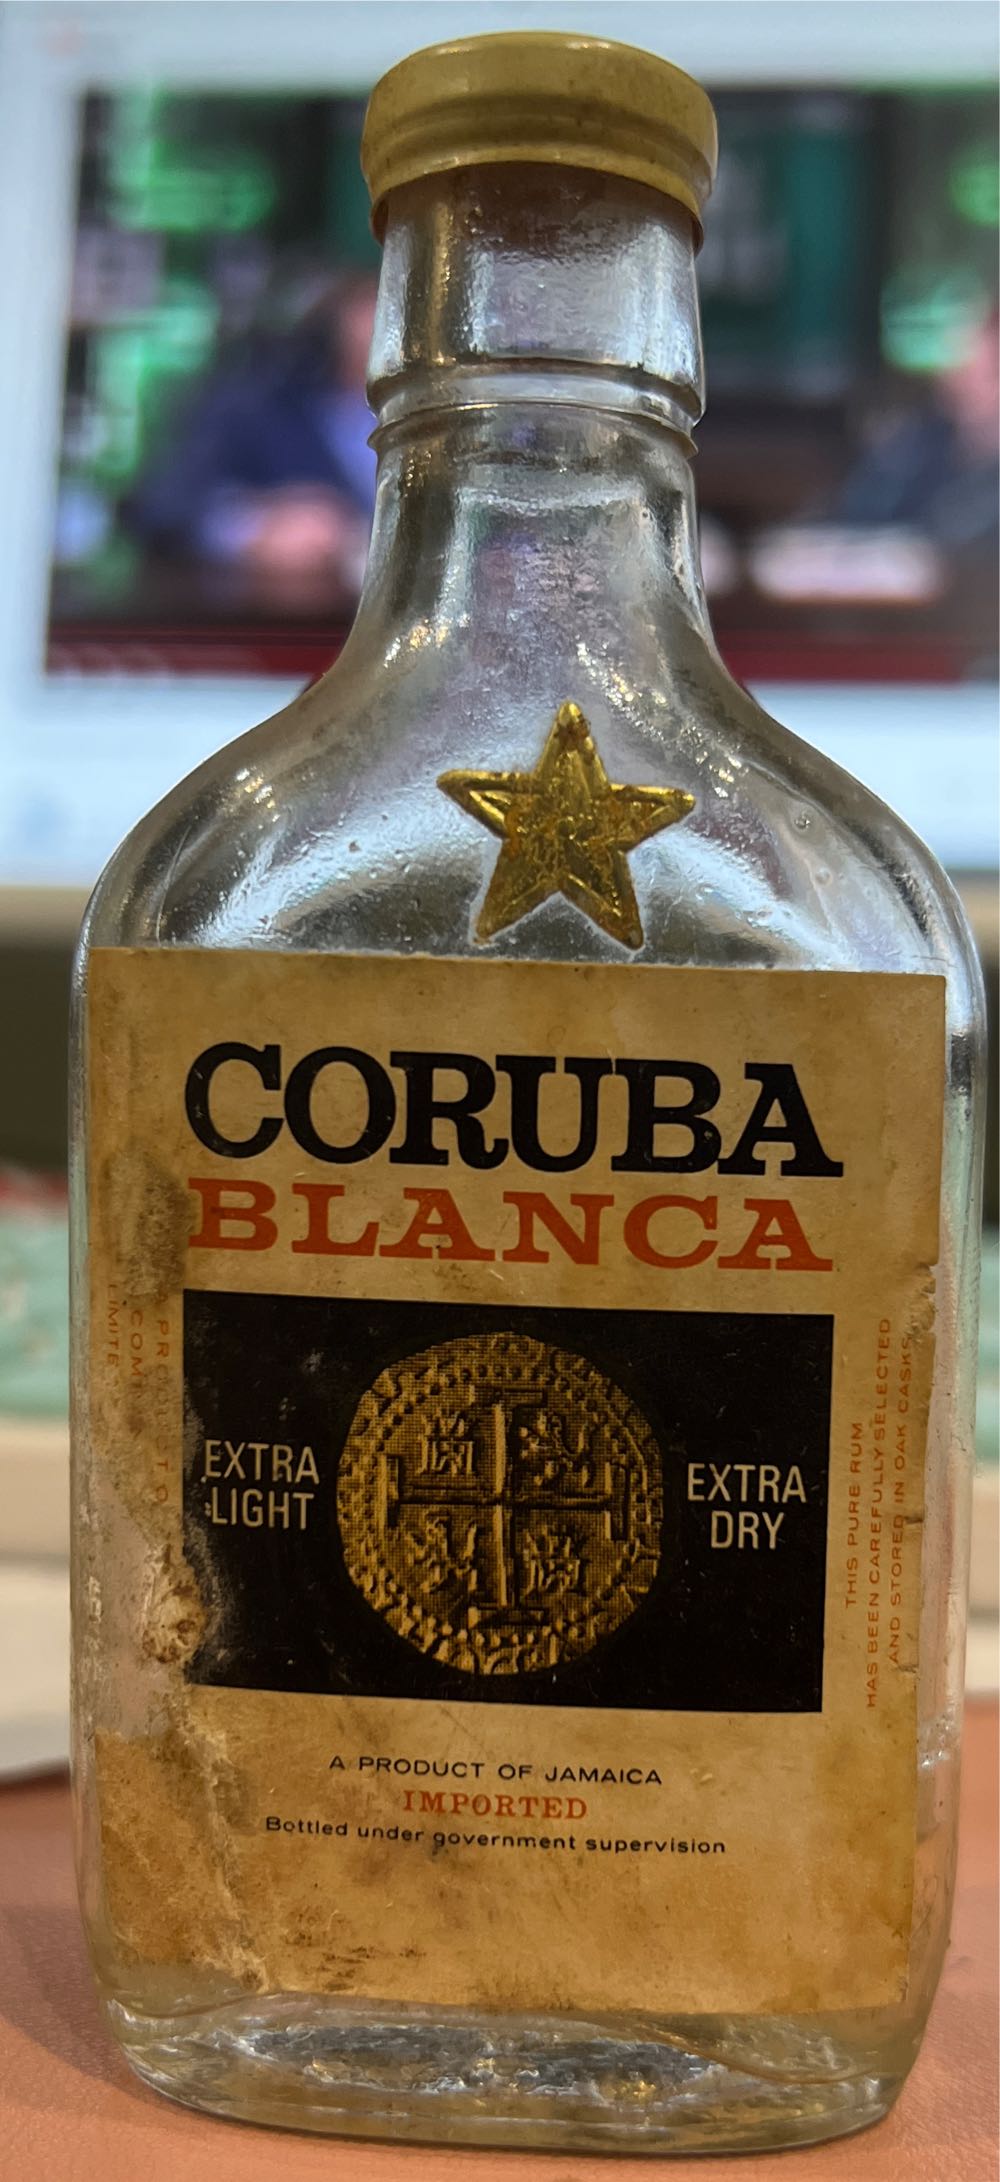 CORUBA
BLANCA
EXTRA
LIGHT
EXTRA
DRY
THIS PURE RUM
HAS BEEN CAREFULLY SELECTED
AND STORED IN OAK CASKS
A PRODUCT OF JAMAICA
IMPORTED
Bottled under government supervision